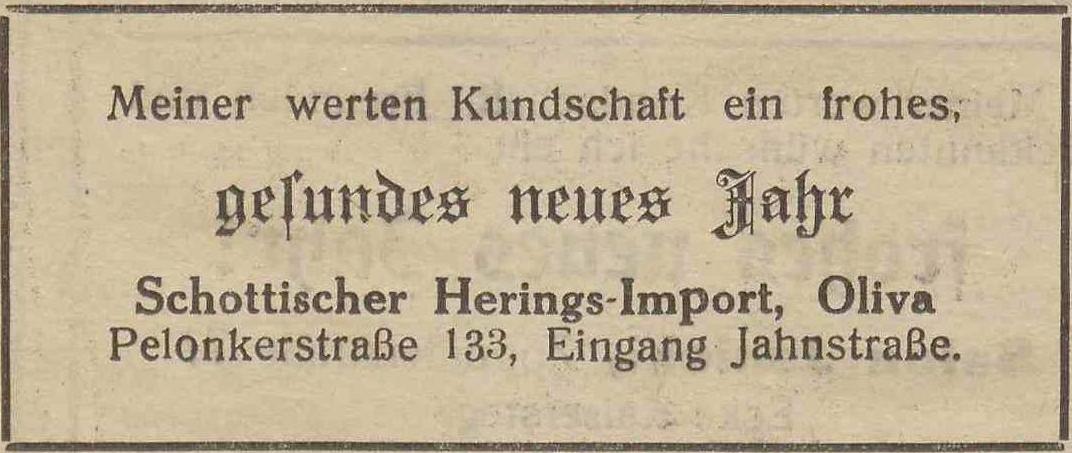 Meiner werten Kundschaft ein frohes,
geſundes neues Jahr
Schottischer Herings-Import, Oliva
Pelonkerstraße 133, Eingang Jahnstraße.